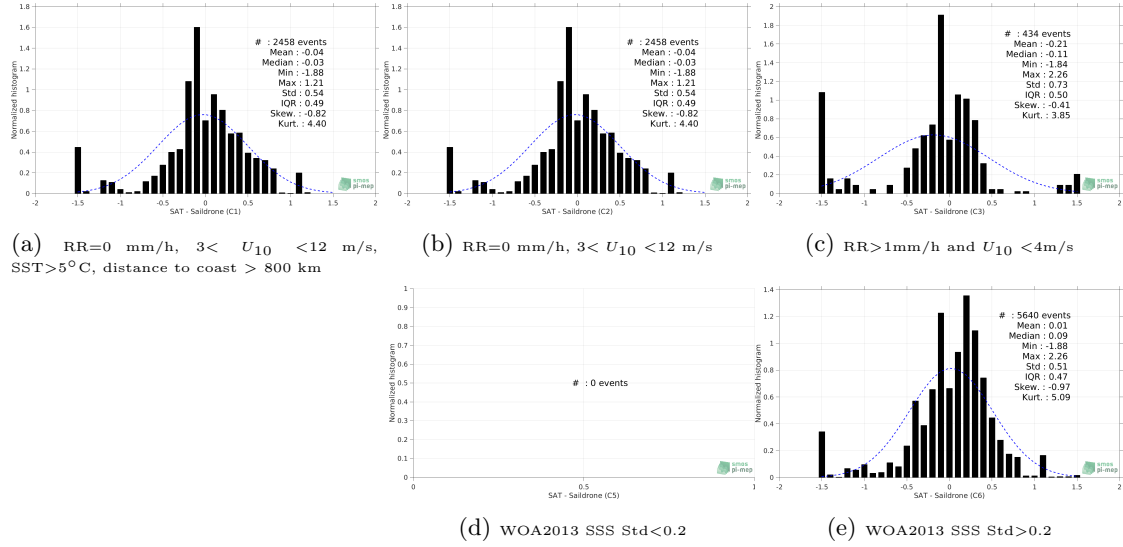 1.8
1.6
1.4
1.2
1
0.8
0.6
0.4
0.2
0
Normalized histogram
# : 2458 events
Mean : -0.04
Median : -0.03
Min : -1.88
Max : 1.21
Std : 0.54
IQR : 0.49
Skew. : -0.82
Kurt. : 4.40
smos
pi-mep
-2 -1.5 -1 -0.5 0 0.5 1 1.5 2
SAT - Saildrone (C1)
(a) RR=0 mm/h, 3< U10 <12 m/s,
SST>5°C, distance to coast > 800 km
1.8
1.6
1.4
1.2
1
0.8
0.6
0.4
0.2
0
Normalized histogram
# : 2458 events
Mean : -0.04
Median : -0.03
Min : -1.88
Max : 1.21
Std : 0.54
IQR : 0.49
Skew. : -0.82
Kurt. : 4.40
smos
pi-mep
-2 -1.5 -1 -0.5 0 0.5 1 1.5 2
SAT - Saildrone (C2)
(b) RR=0 mm/h, 3< U10 <12 m/s
2
1.8
1.6
1.4
1.2
1
0.8
0.6
0.4
0.2
0
Normalized histogram
# : 434 events
Mean : -0.21
Median : -0.11
Min : -1.84
Max : 2.26
Std : 0.73
IQR : 0.50
Skew. : -0.41
Kurt. : 3.85
smos
pi-mep
-2 -1.5 -1 -0.5 0 0.5 1 1.5 2
SAT - Saildrone (C3)
(c) RR>1mm/h and U10 <4m/s
1
0.9
0.8
0.7
0.6
0.5
0.4
0.3
0.2
0.1
0
Normalized histogram
# : 0 events
smos
pi-mep
0 0.5 1
SAT - Saildrone (C5)
(d) WOA2013 SSS Std<0.2
1.4
1.2
1
0.8
0.6
0.4
0.2
0
Normalized histogram
# : 5640 events
Mean : 0.01
Median : 0.09
Min : -1.88
Max : 2.26
Std : 0.51
IQR : 0.47
Skew. : -0.97
Kurt. : 5.09
smos
pi-mep
-2 -1.5 -1 -0.5 0 0.5 1 1.5 2
SAT - Saildrone (C6)
(e) WOA2013 SSS Std>0.2